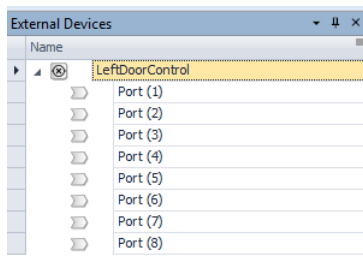 External Devices
Name
LeftDoorControl
Port (1)
Port (2)
Port (3)
Port (4)
Port (5)
Port (6)
Port (7)
Port (8)